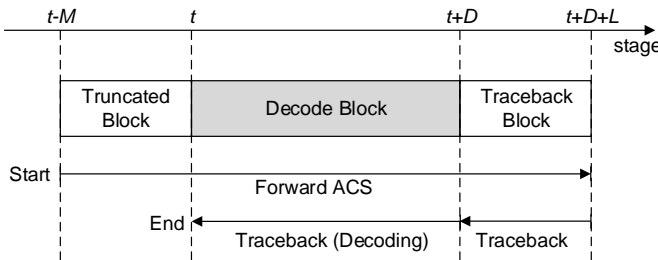 t-M
t
t+D
t+D+L
stage
Truncated
Block
Decode Block
Traceback
Block
Start
Forward ACS
End
Traceback (Decoding)
Traceback